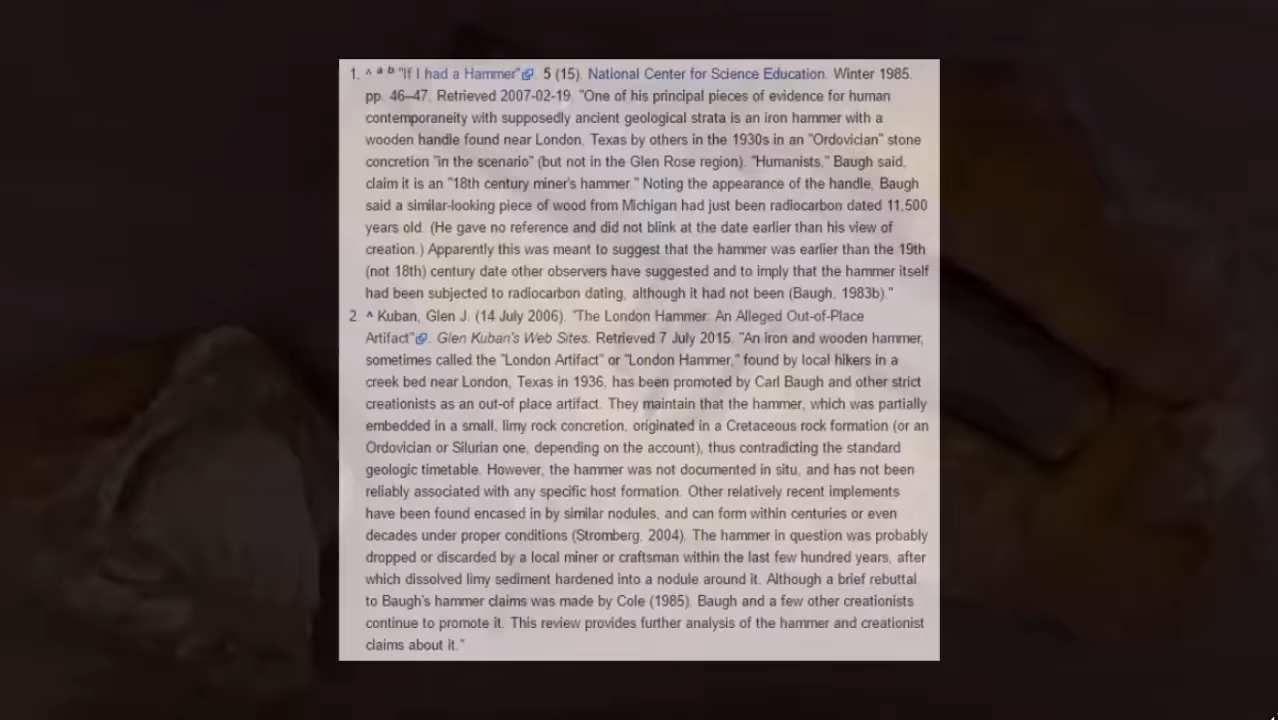 1. ^ a b "If I had a Hammer". 5 (15). National Center for Science Education. Winter 1985.
pp. 46–47. Retrieved 2007-02-19. "One of his principal pieces of evidence for human
contemporaneity with supposedly ancient geological strata is an iron hammer with a
wooden handle found near London, Texas by others in the 1930s in an "Ordovician" stone
concretion "in the scenario" (but not in the Glen Rose region). "Humanists," Baugh said,
claim it is an "18th century miner's hammer." Noting the appearance of the handle, Baugh
said a similar-looking piece of wood from Michigan had just been radiocarbon dated 11,500
years old. (He gave no reference and did not blink at the date earlier than his view of
creation.) Apparently this was meant to suggest that the hammer was earlier than the 19th
(not 18th) century date other observers have suggested and to imply that the hammer itself
had been subjected to radiocarbon dating, although it had not been (Baugh, 1983b)."
2. ^ Kuban, Glen J. (14 July 2006). "The London Hammer: An Alleged Out-of-Place
Artifact". Glen Kuban's Web Sites. Retrieved 7 July 2015. "An iron and wooden hammer,
sometimes called the "London Artifact" or "London Hammer," found by local hikers in a
creek bed near London, Texas in 1936, has been promoted by Carl Baugh and other strict
creationists as an out-of place artifact. They maintain that the hammer, which was partially
embedded in a small, limy rock concretion, originated in a Cretaceous rock formation (or an
Ordovician or Silurian one, depending on the account), thus contradicting the standard
geologic timetable. However, the hammer was not documented in situ, and has not been
reliably associated with any specific host formation. Other relatively recent implements
have been found encased in by similar nodules, and can form within centuries or even
decades under proper conditions (Stromberg, 2004). The hammer in question was probably
dropped or discarded by a local miner or craftsman within the last few hundred years, after
which dissolved limy sediment hardened into a nodule around it. Although a brief rebuttal
to Baugh's hammer claims was made by Cole (1985), Baugh and a few other creationists
continue to promote it. This review provides further analysis of the hammer and creationist
claims about it."